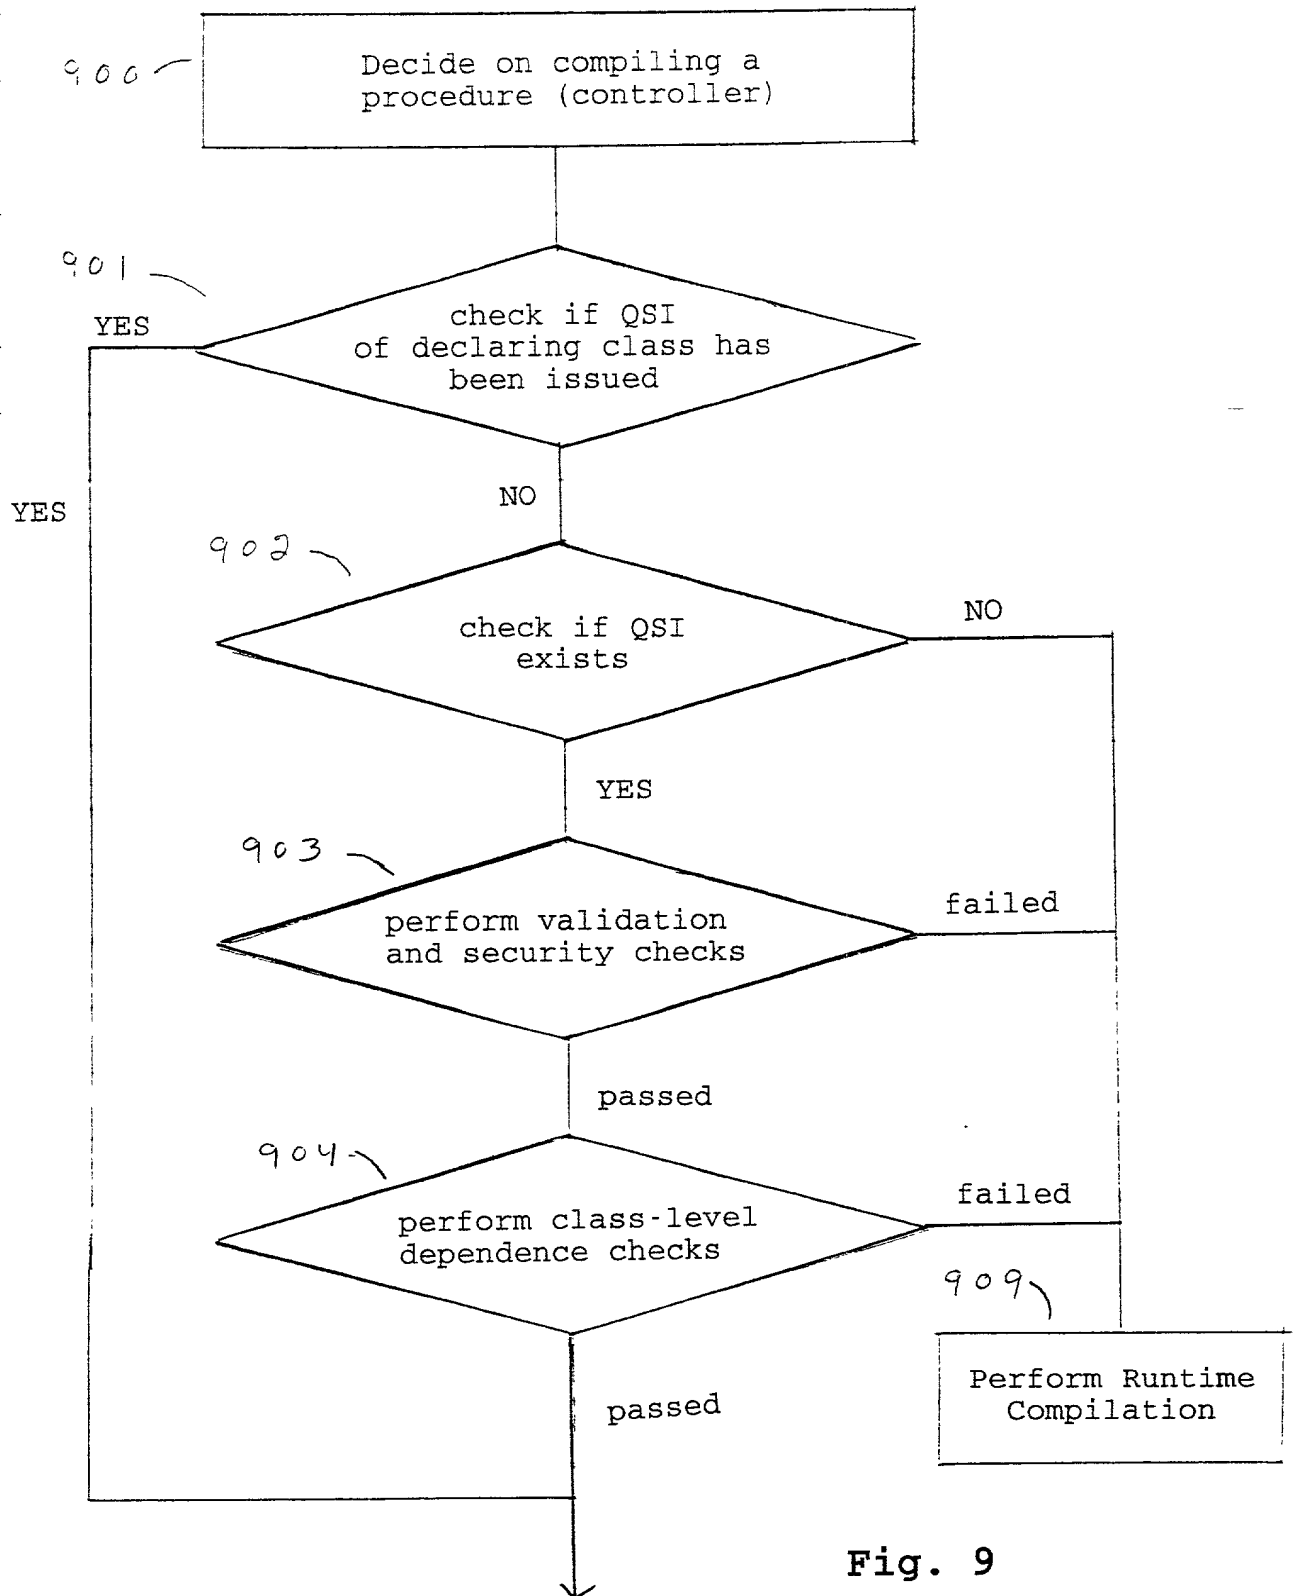 900
Decide on compiling a
procedure (controller)
901
YES
check if QSI
of declaring class has
been issued
YES
NO
902
check if QSI
exists
NO
YES
903
perform validation
and security checks
failed
passed
904
perform class-level
dependence checks
failed
909
Perform Runtime
Compilation
passed
Fig. 9